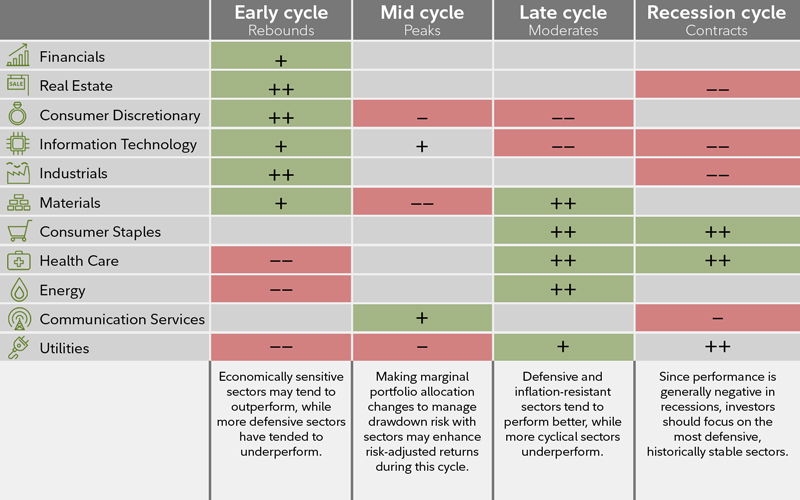 Early cycle Mid cycle Late cycle Recession cycle
Rebounds Peaks Moderates Contracts
Financials +
SALE Real Estate ++ −−
Consumer Discretionary ++ − −−
Information Technology + + −− −−
Industrials ++ −−
Materials + −− ++
Consumer Staples ++ ++
Health Care −− ++ ++
Energy −− ++
Communication Services + −
Utilities −− − + ++
Economically sensitive
sectors may tend to
outperform, while
more defensive sectors
have tended to
underperform.
Making marginal
portfolio allocation
changes to manage
drawdown risk with
sectors may enhance
risk-adjusted returns
during this cycle.
Defensive and
inflation-resistant
sectors tend to
perform better, while
more cyclical sectors
underperform.
Since performance is
generally negative in
recessions, investors
should focus on the
most defensive,
historically stable sectors.